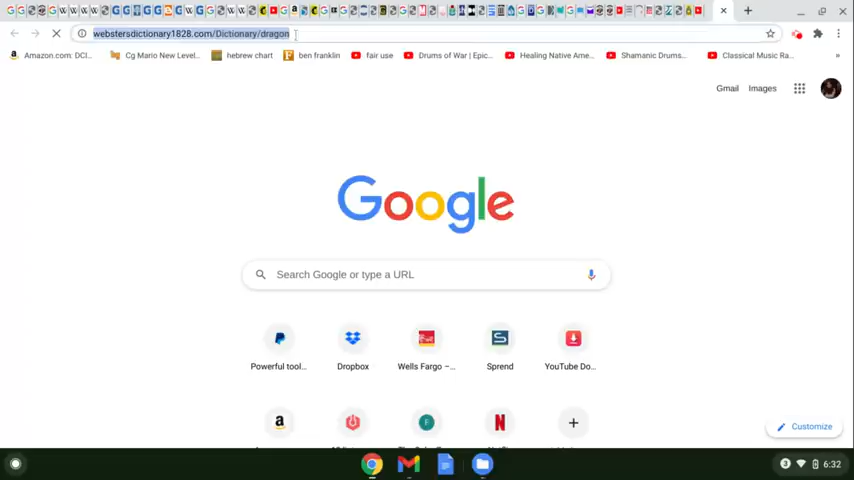 webstersdictionary1828.com/Dictionary/dragon
Amazon.com: DCI... Cg Mario New Level... hebrew chart ben franklin fair use Drums of War | Epic... Healing Native Ame... Shamanic Drums... Classical Music Ra... »
Gmail Images
Google
Search Google or type a URL
Powerful tool... Dropbox Wells Fargo –... Sprend YouTube Do...
Customize
3 6:32